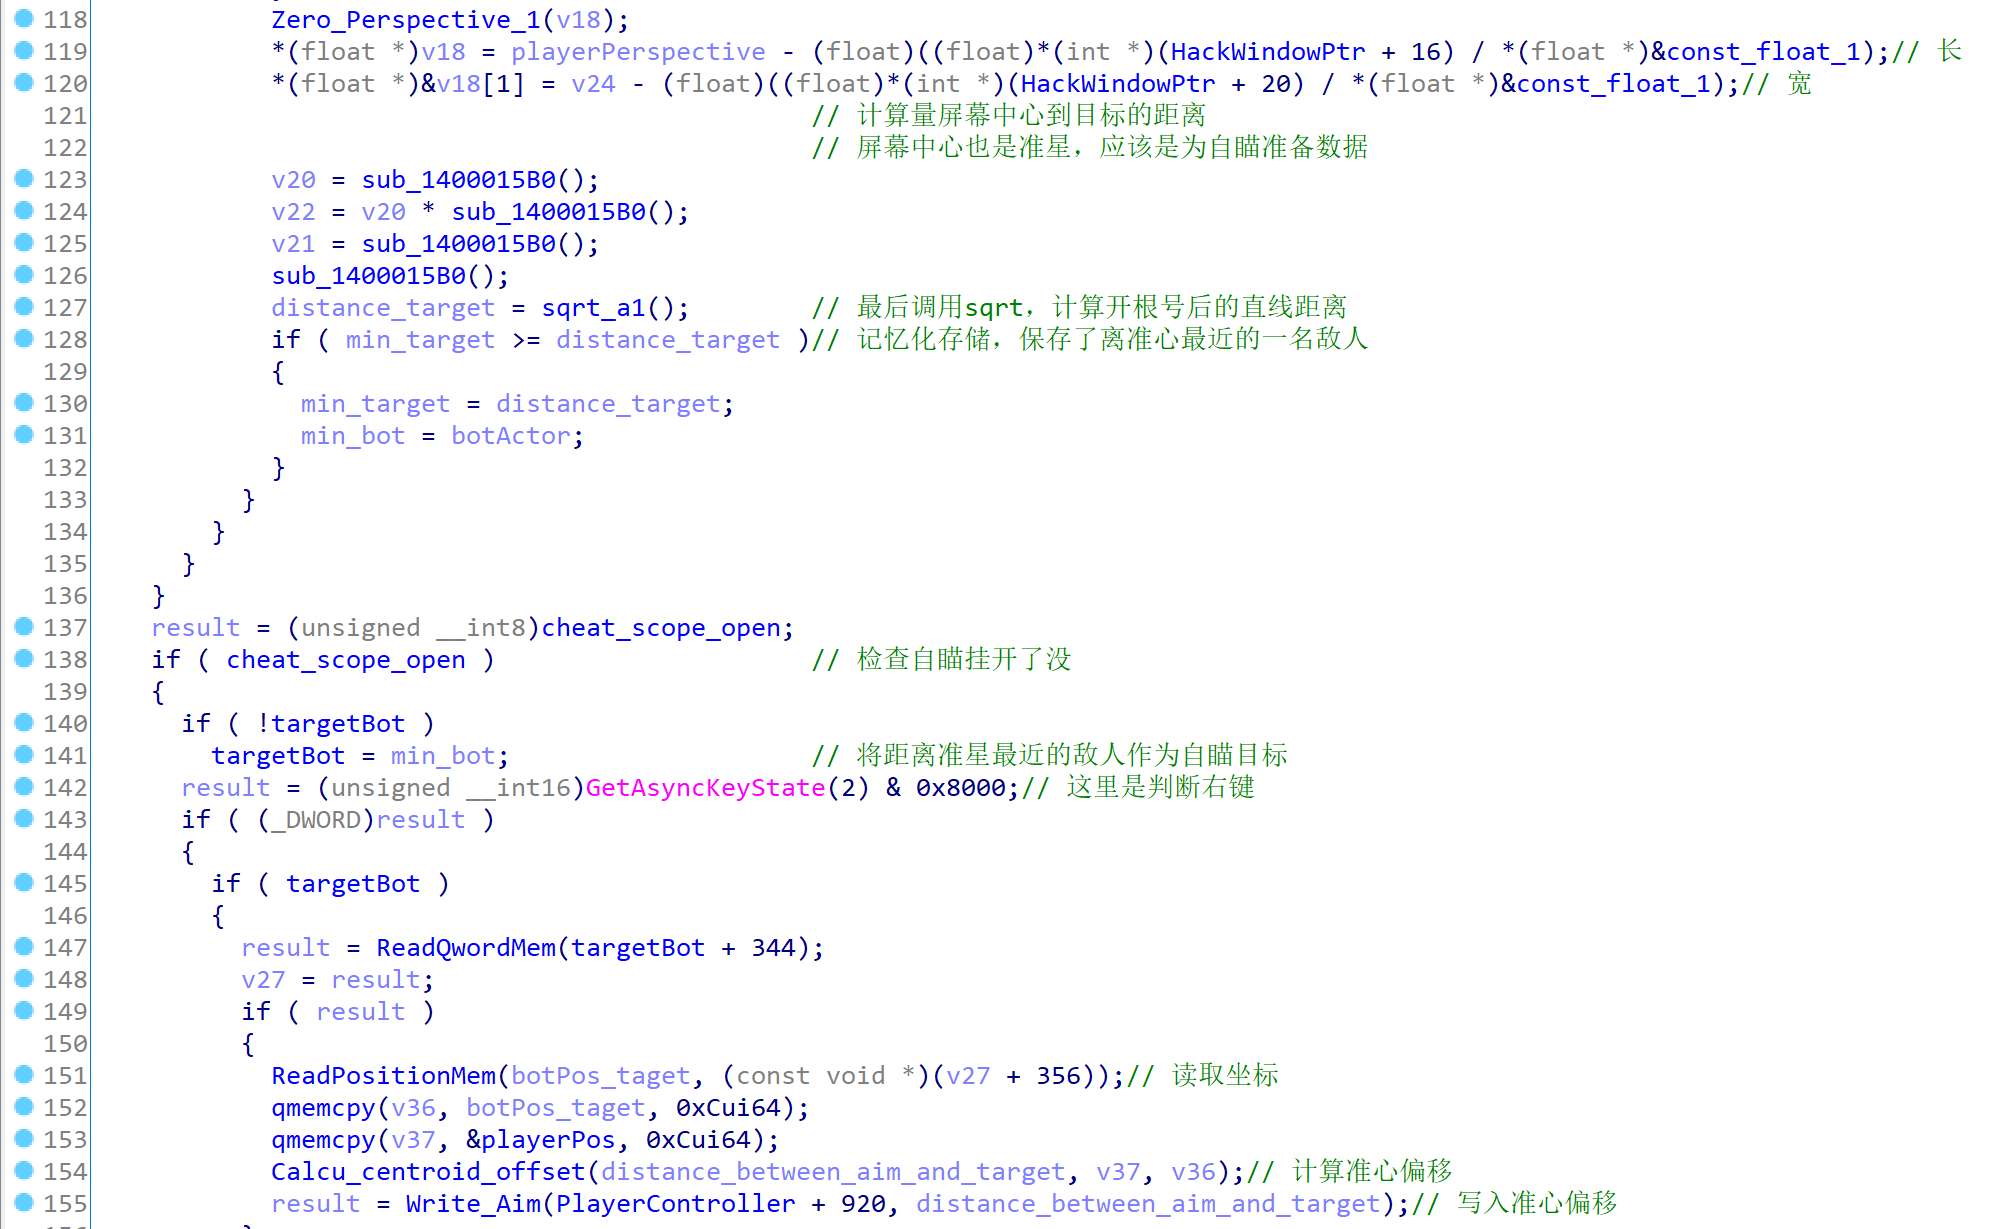 118 Zero_Perspective_1(v18);
119 *(float *)v18 = playerPerspective - (float)((float)*(int *)(HackWindowPtr + 16) / *(float *)&const_float_1);// 长
120 *(float *)&v18[1] = v24 - (float)((float)*(int *)(HackWindowPtr + 20) / *(float *)&const_float_1);// 宽
121 // 计算量屏幕中心到目标的距离
122 // 屏幕中心也是准星，应该是为自瞄准备数据
123 v20 = sub_1400015B0();
124 v22 = v20 * sub_1400015B0();
125 v21 = sub_1400015B0();
126 sub_1400015B0();
127 distance_target = sqrt_a1(); // 最后调用sqrt，计算开根号后的直线距离
128 if ( min_target >= distance_target )// 记忆化存储，保存了离准心最近的一名敌人
129 {
130 min_target = distance_target;
131 min_bot = botActor;
132 }
133 }
134 }
135 }
136 }
137 result = (unsigned __int8)cheat_scope_open;
138 if ( cheat_scope_open ) // 检查自瞄挂开了没
139 {
140 if ( !targetBot )
141 targetBot = min_bot; // 将距离准星最近的敌人作为自瞄目标
142 result = (unsigned __int16)GetAsyncKeyState(2) & 0x8000;// 这里是判断右键
143 if ( (_DWORD)result )
144 {
145 if ( targetBot )
146 {
147 result = ReadQwordMem(targetBot + 344);
148 v27 = result;
149 if ( result )
150 {
151 ReadPositionMem(botPos_taget, (const void *)(v27 + 356));// 读取坐标
152 qmemcpy(v36, botPos_taget, 0xCui64);
153 qmemcpy(v37, &playerPos, 0xCui64);
154 Calcu_centroid_offset(distance_between_aim_and_target, v37, v36);// 计算准心偏移
155 result = Write_Aim(PlayerController + 920, distance_between_aim_and_target);// 写入准心偏移